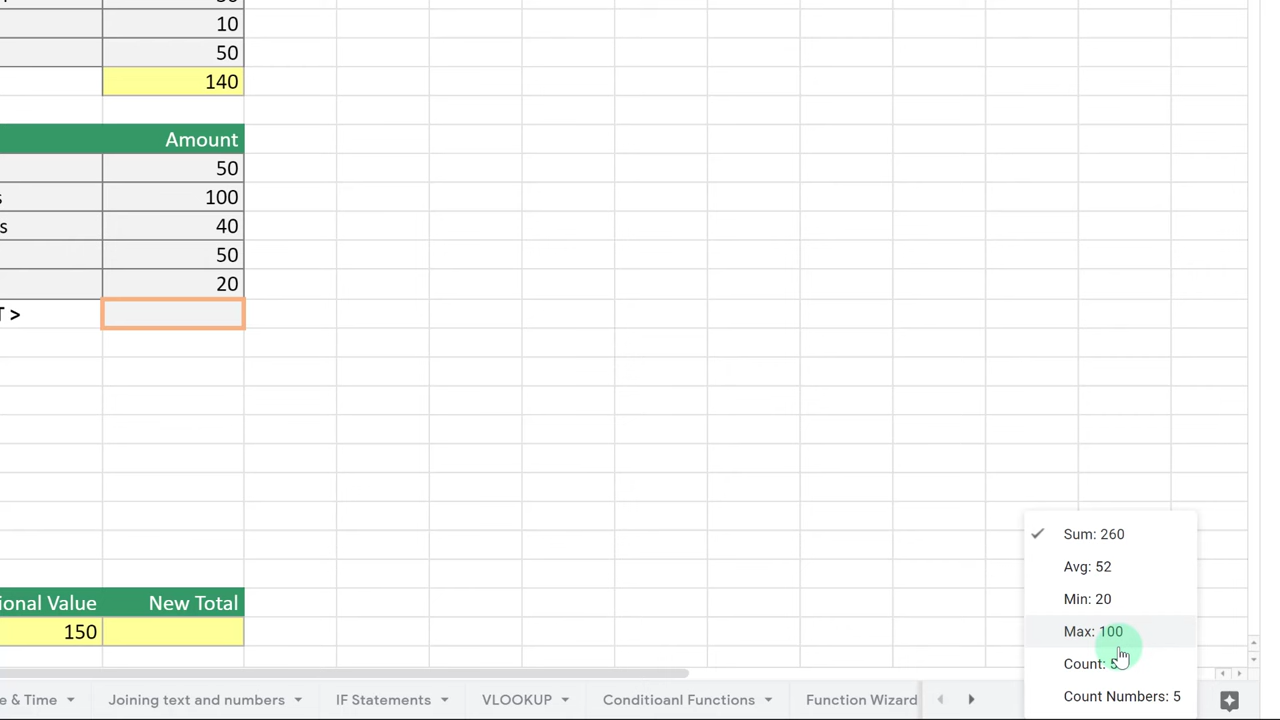 10
50
140
Amount
50
s 100
s 40
50
20
T >
ional Value New Total
150
Sum: 260
Avg: 52
Min: 20
Max: 100
Count: 5
Count Numbers: 5
e & Time Joining text and numbers IF Statements VLOOKUP Conditioanl Functions Function Wizard